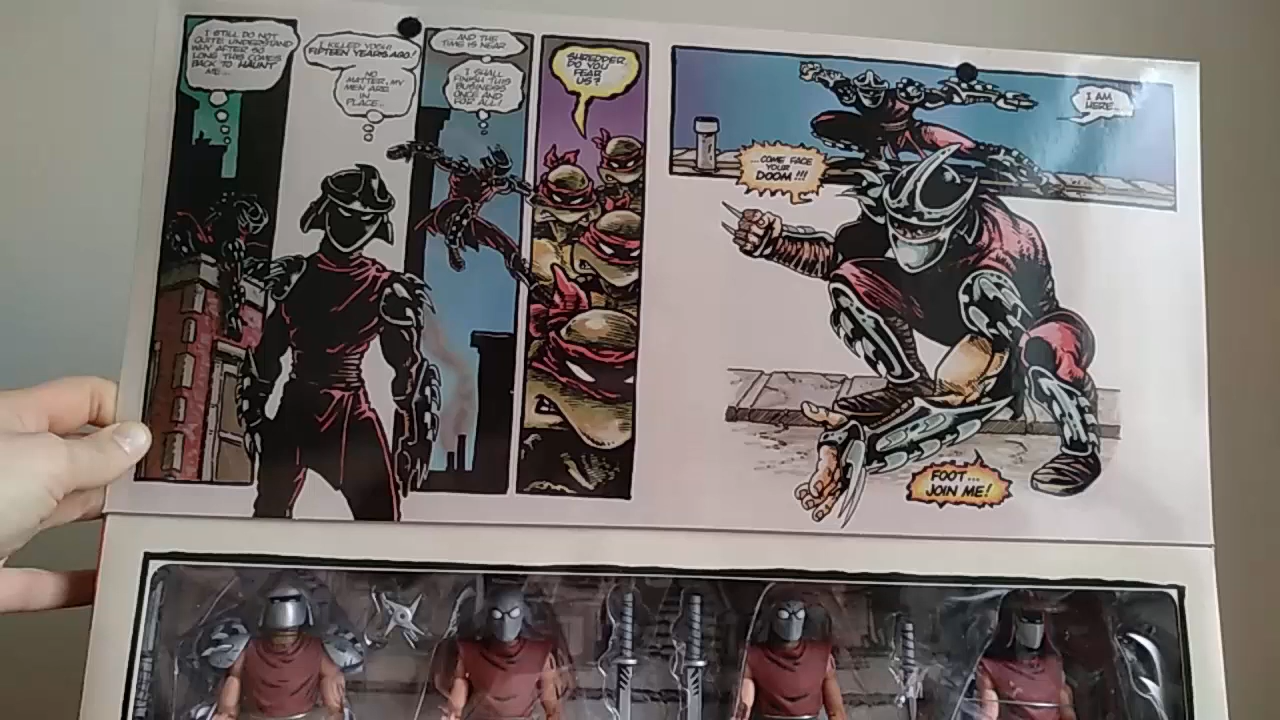 I STILL DO NOT
QUITE UNDERSTAND
WHY AFTER SO
LONG THIS COMES
BACK TO HAUNT
ME...
I KILLED YOSHI
FIFTEEN YEARS AGO!
NO
MATTER, MY
MEN ARE
IN
PLACE...
...AND THE
TIME IS NEAR.
I SHALL
FINISH THIS
BUSINESS
ONCE AND
FOR ALL!
SHREDDER,
DO YOU
FEAR
US?
I AM
HERE...
...COME FACE
YOUR
DOOM!!!
FOOT...
JOIN ME!